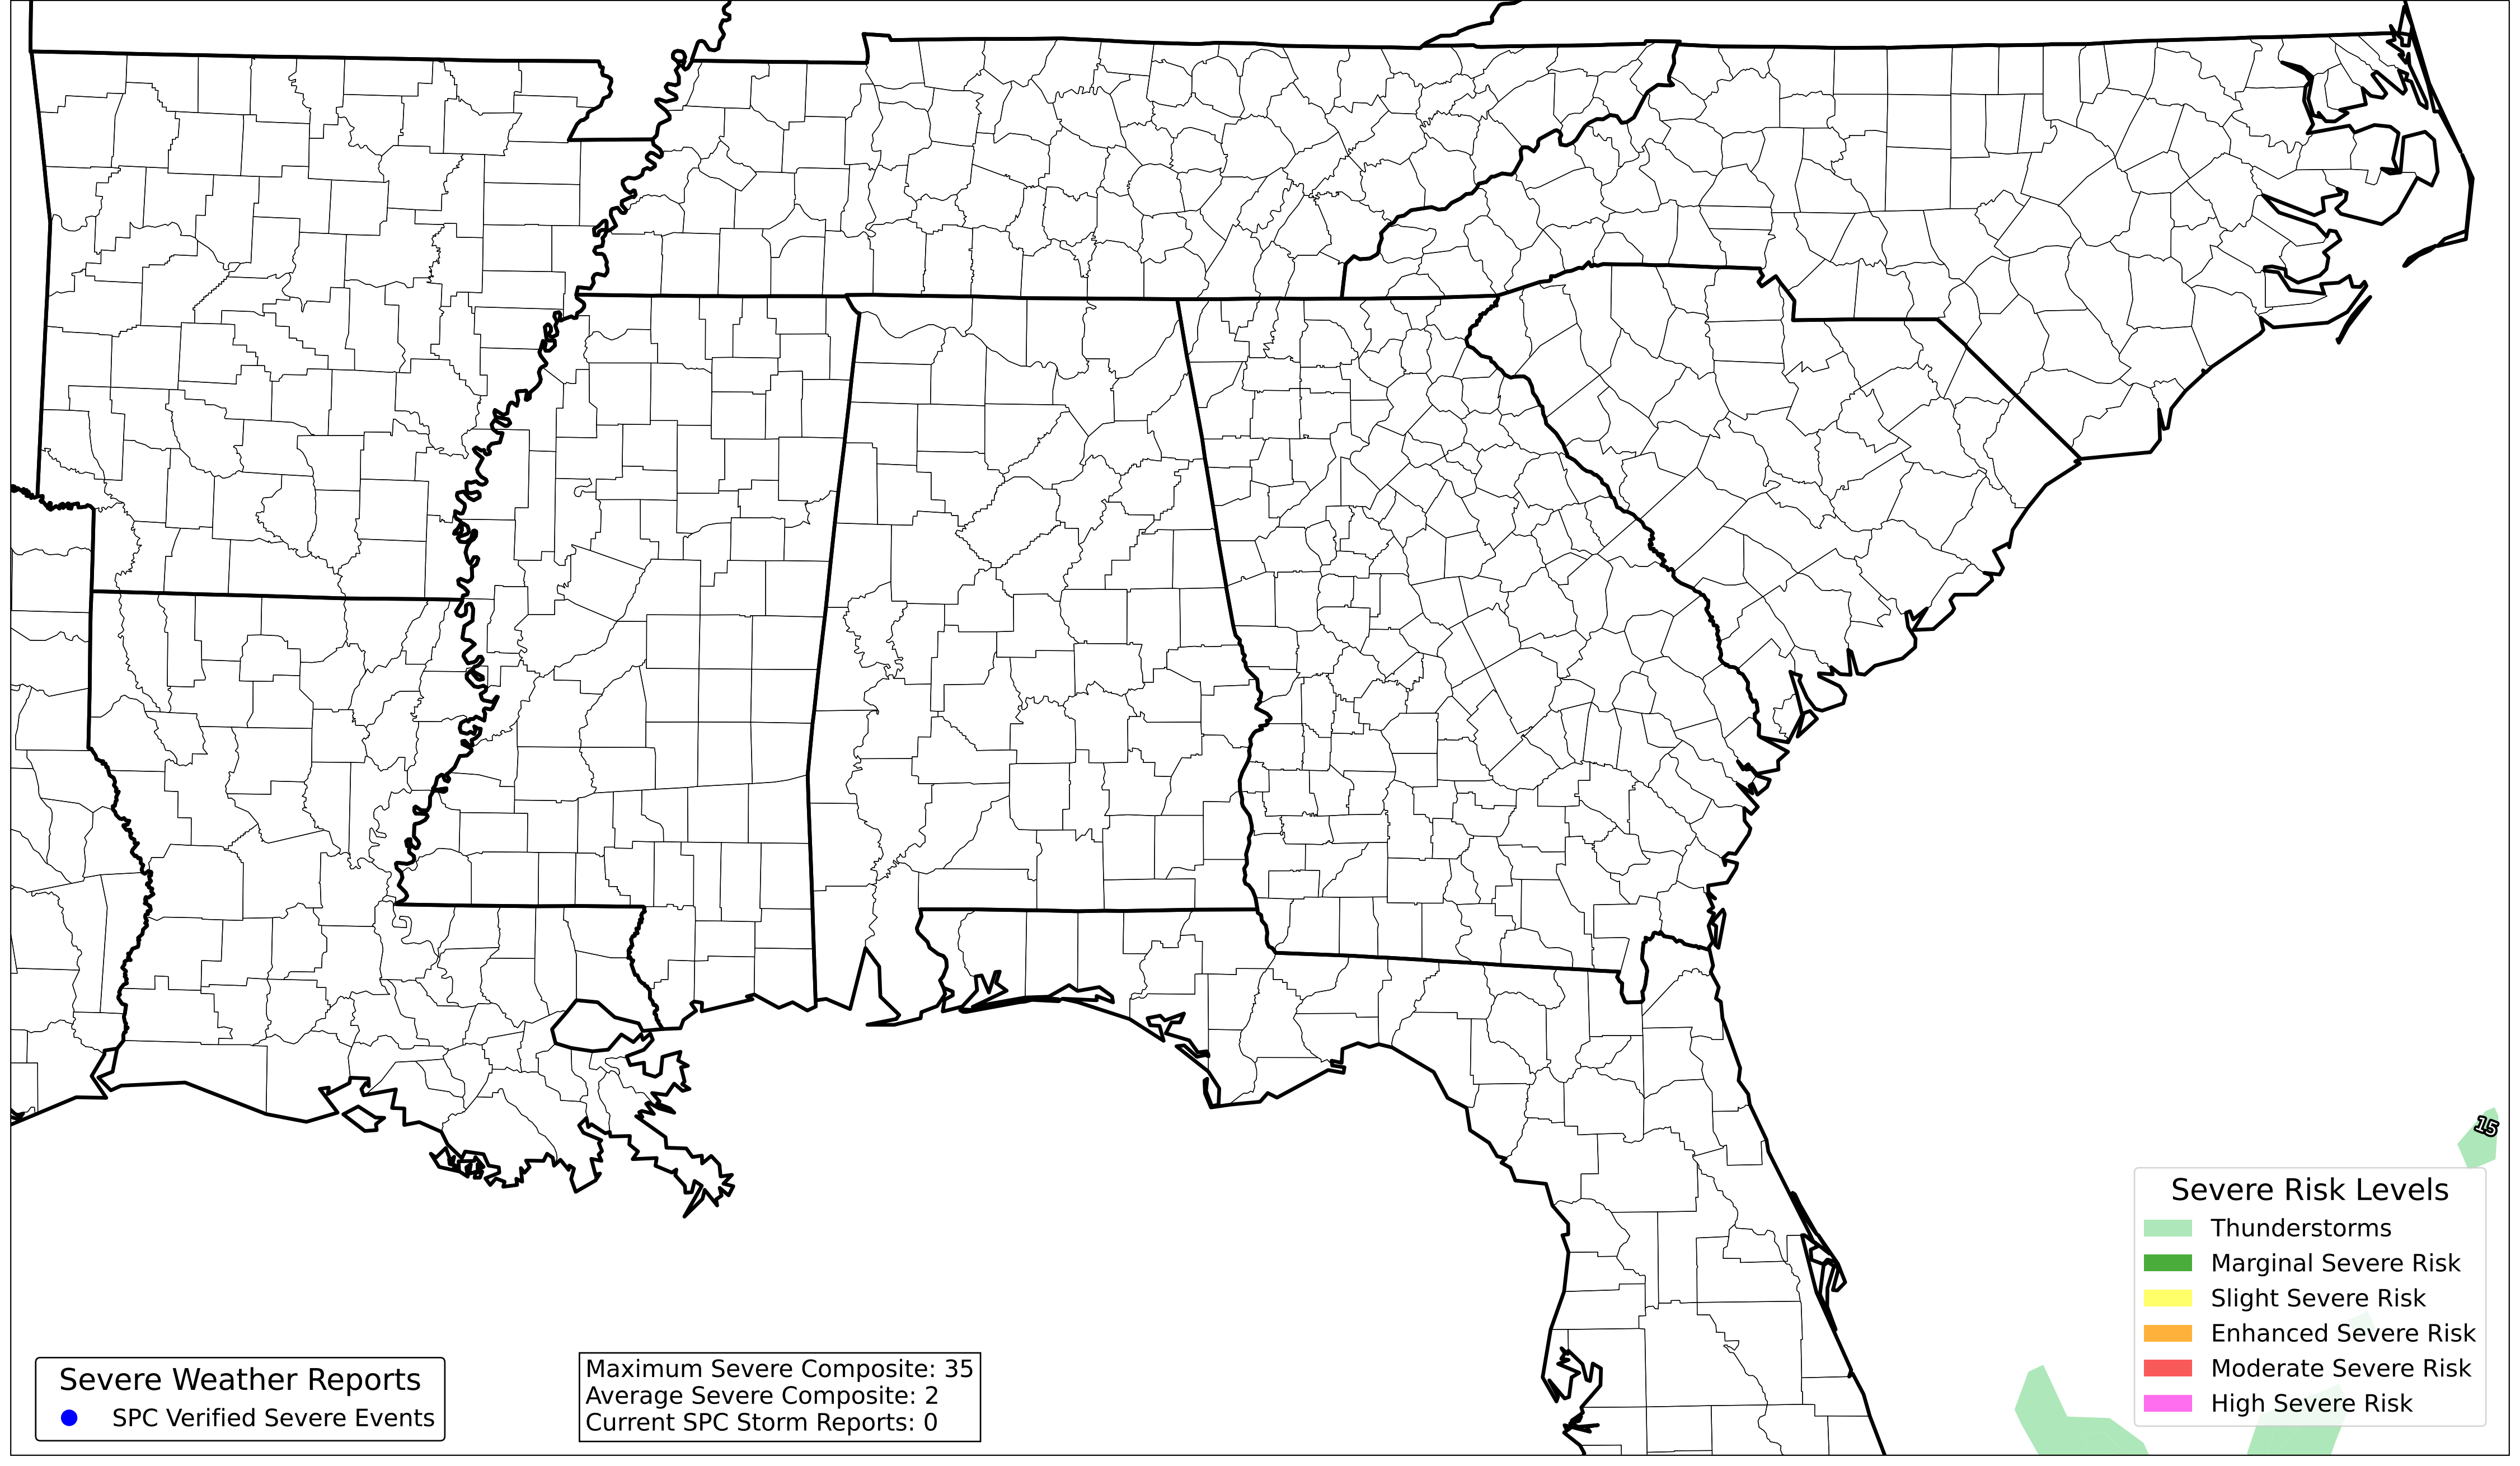 15
Severe Risk Levels
Thunderstorms
Marginal Severe Risk
Slight Severe Risk
Enhanced Severe Risk
Moderate Severe Risk
High Severe Risk
Severe Weather Reports
SPC Verified Severe Events
Maximum Severe Composite: 35
Average Severe Composite: 2
Current SPC Storm Reports: 0